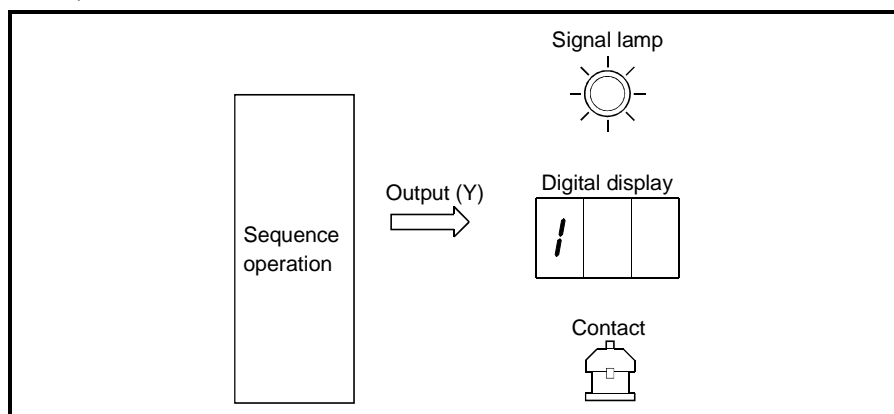 Signal lamp
Output (Y)
Digital display
1
Sequence
operation
Contact